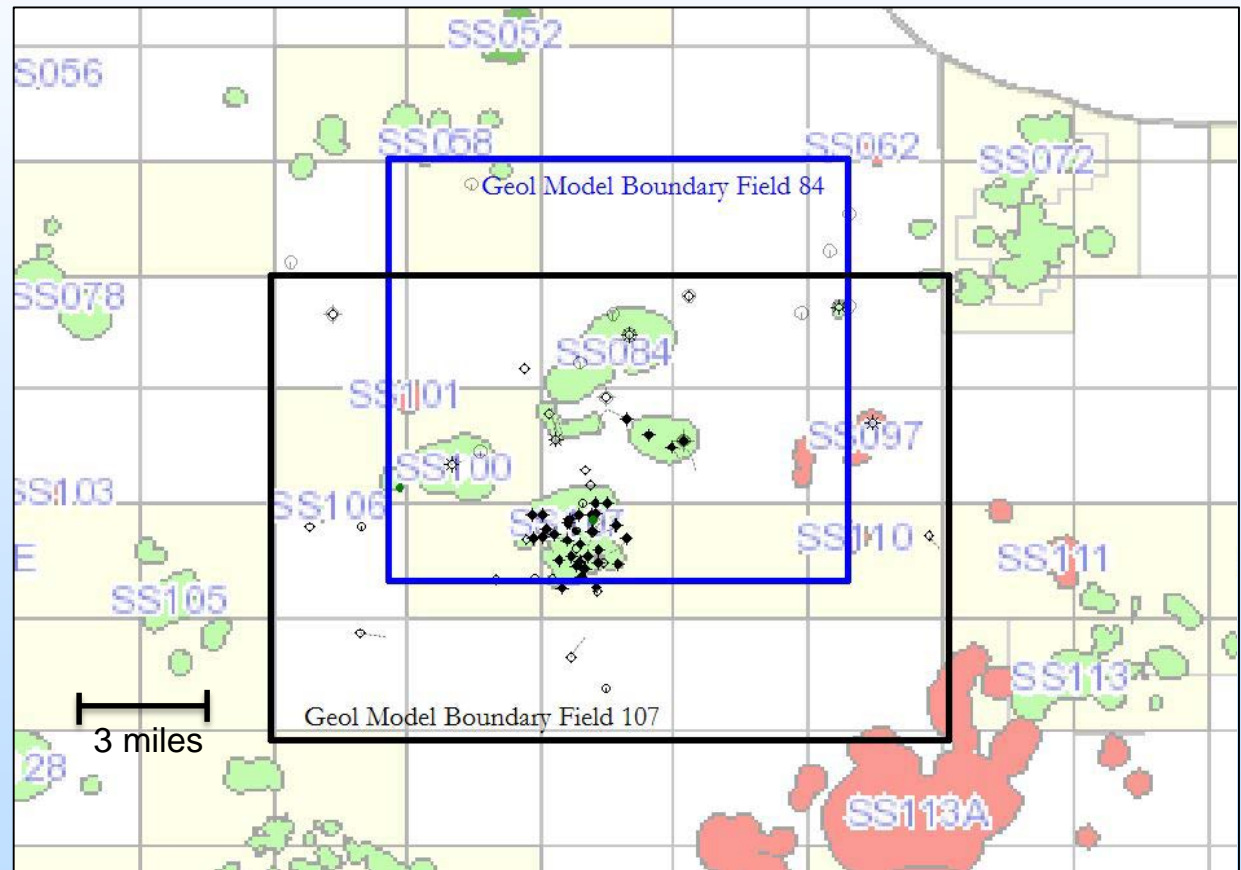 SS052
S056
SS058
SS062
SS072
Geol Model Boundary Field 84
SS078
SS084
SS101
SS097
SS100
SS103
SS106
SS110
SS111
E
SS105
SS113
3 miles
Geol Model Boundary Field 107
28
SS113A